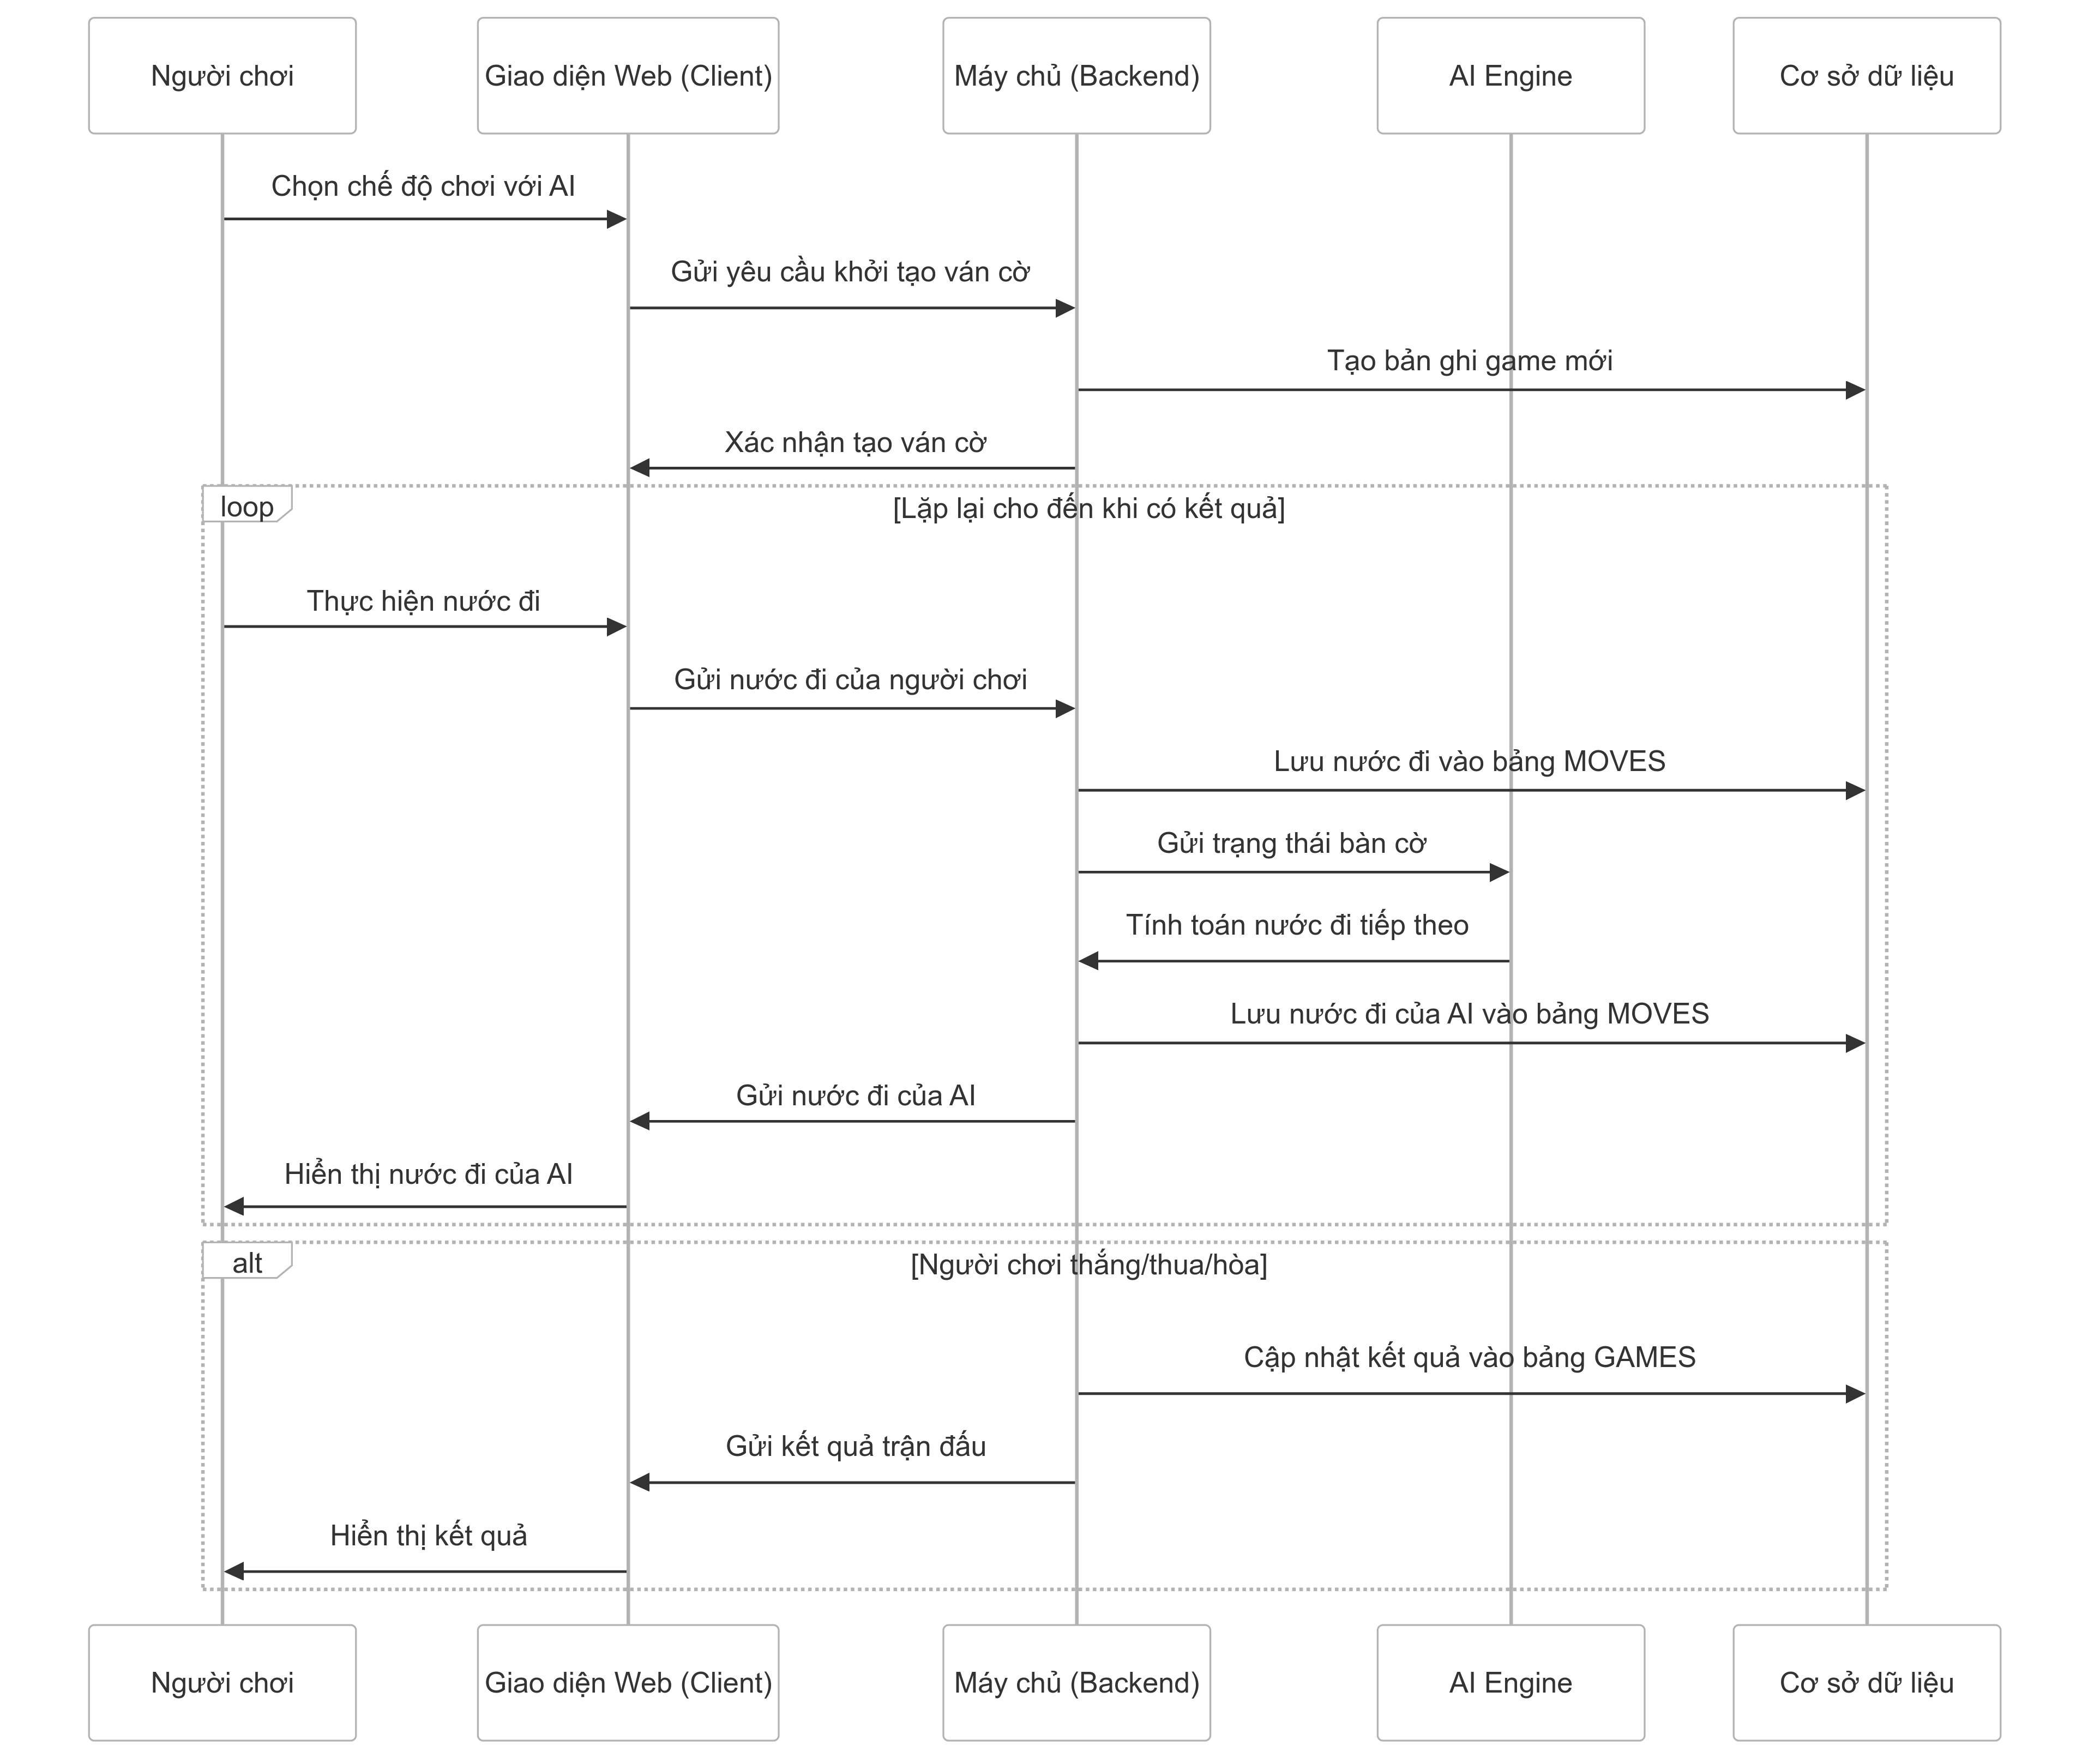 Người chơi
Giao diện Web (Client)
Máy chủ (Backend)
AI Engine
Cơ sở dữ liệu
Chọn chế độ chơi với AI
Gửi yêu cầu khởi tạo ván cờ
Tạo bản ghi game mới
Xác nhận tạo ván cờ
loop
[Lặp lại cho đến khi có kết quả]
Thực hiện nước đi
Gửi nước đi của người chơi
Lưu nước đi vào bảng MOVES
Gửi trạng thái bàn cờ
Tính toán nước đi tiếp theo
Lưu nước đi của AI vào bảng MOVES
Gửi nước đi của AI
Hiển thị nước đi của AI
alt
[Người chơi thắng/thua/hòa]
Cập nhật kết quả vào bảng GAMES
Gửi kết quả trận đấu
Hiển thị kết quả
Người chơi
Giao diện Web (Client)
Máy chủ (Backend)
AI Engine
Cơ sở dữ liệu